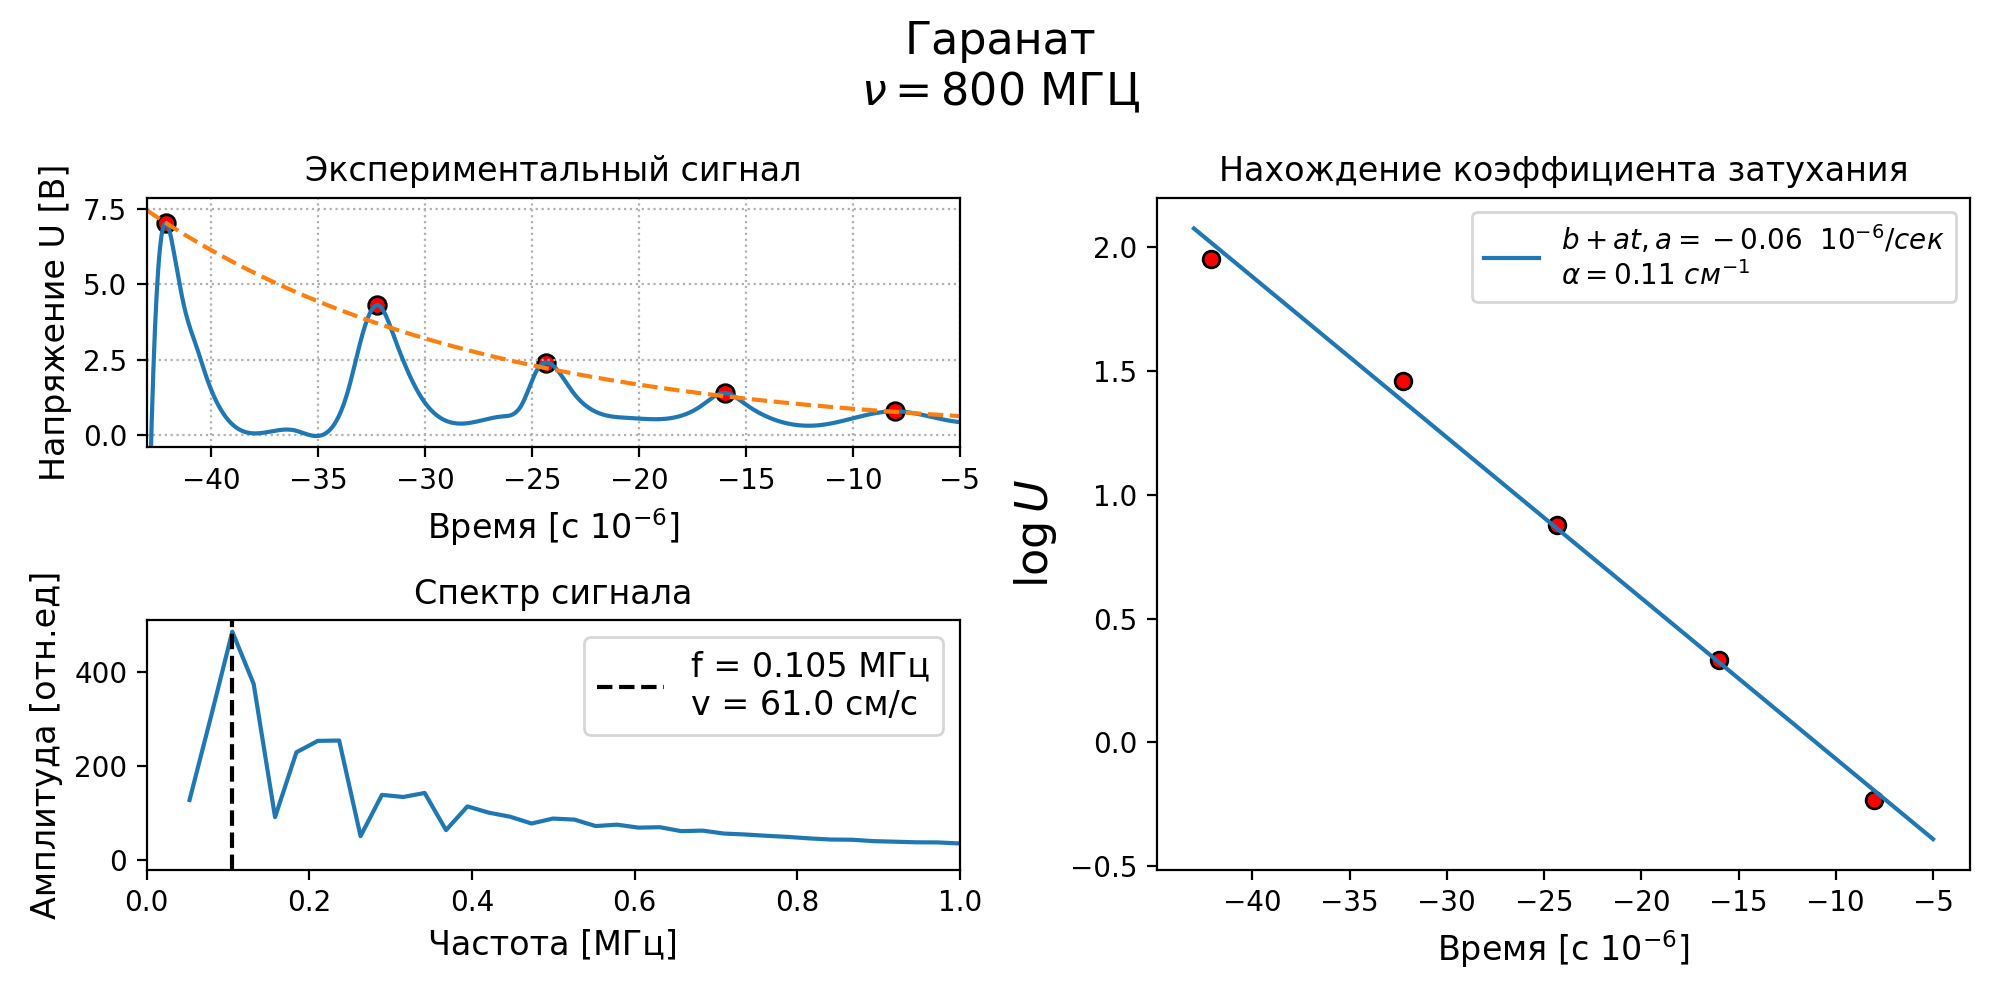 Гаранат
ν = 800 МГЦ
Экспериментальный сигнал
Напряжение U [В]
7.5
5.0
2.5
0.0
−40 −35 −30 −25 −20 −15 −10 −5
Время [с 10⁻⁶]
Спектр сигнала
Амплитуда [отн.ед]
400
200
0
f = 0.105 МГц
v = 61.0 см/с
0.0 0.2 0.4 0.6 0.8 1.0
Частота [МГц]
Нахождение коэффициента затухания
log U
2.0
1.5
1.0
0.5
0.0
−0.5
b + at, a = −0.06 10⁻⁶/сек
α = 0.11 см⁻¹
−40 −35 −30 −25 −20 −15 −10 −5
Время [с 10⁻⁶]